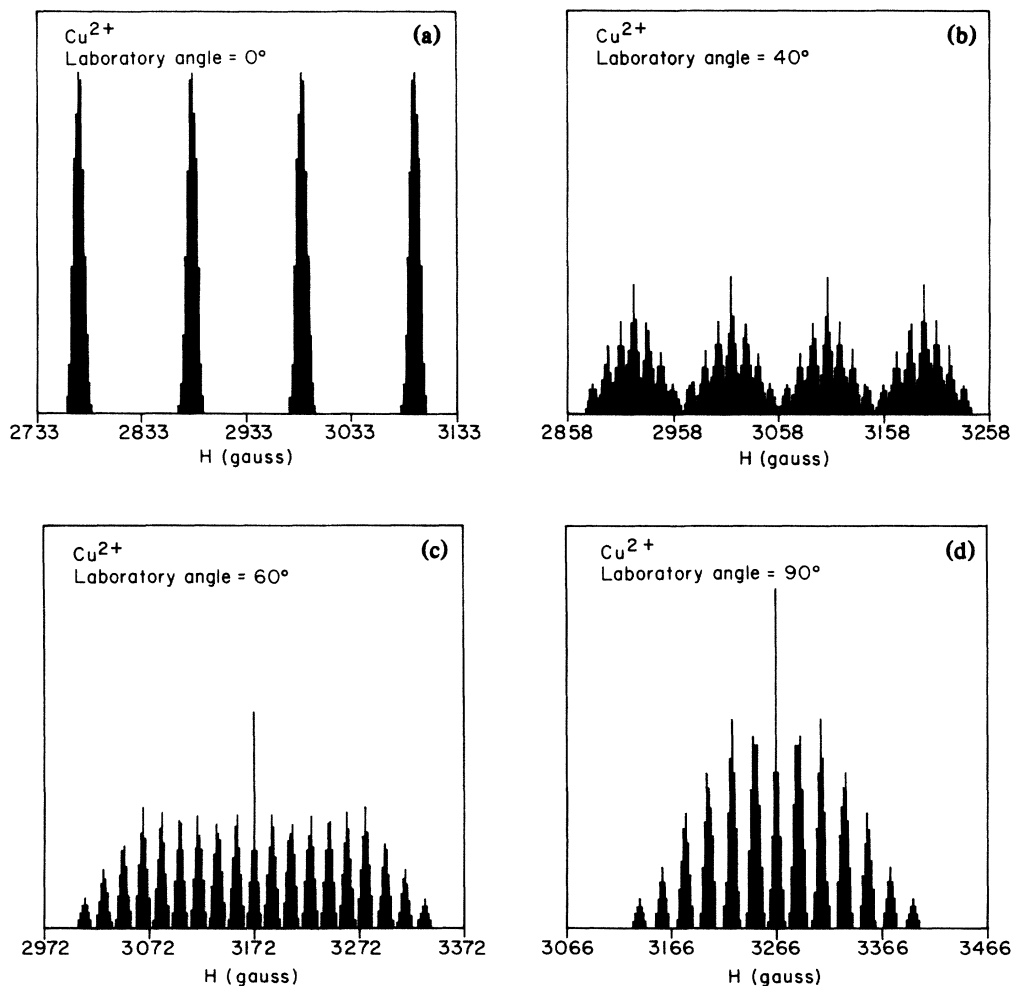 Cu²⁺ (a)
Laboratory angle = 0°
2733 2833 2933 3033 3133
H (gauss)
Cu²⁺ (b)
Laboratory angle = 40°
2858 2958 3058 3158 3258
H (gauss)
Cu²⁺ (c)
Laboratory angle = 60°
2972 3072 3172 3272 3372
H (gauss)
Cu²⁺ (d)
Laboratory angle = 90°
3066 3166 3266 3366 3466
H (gauss)